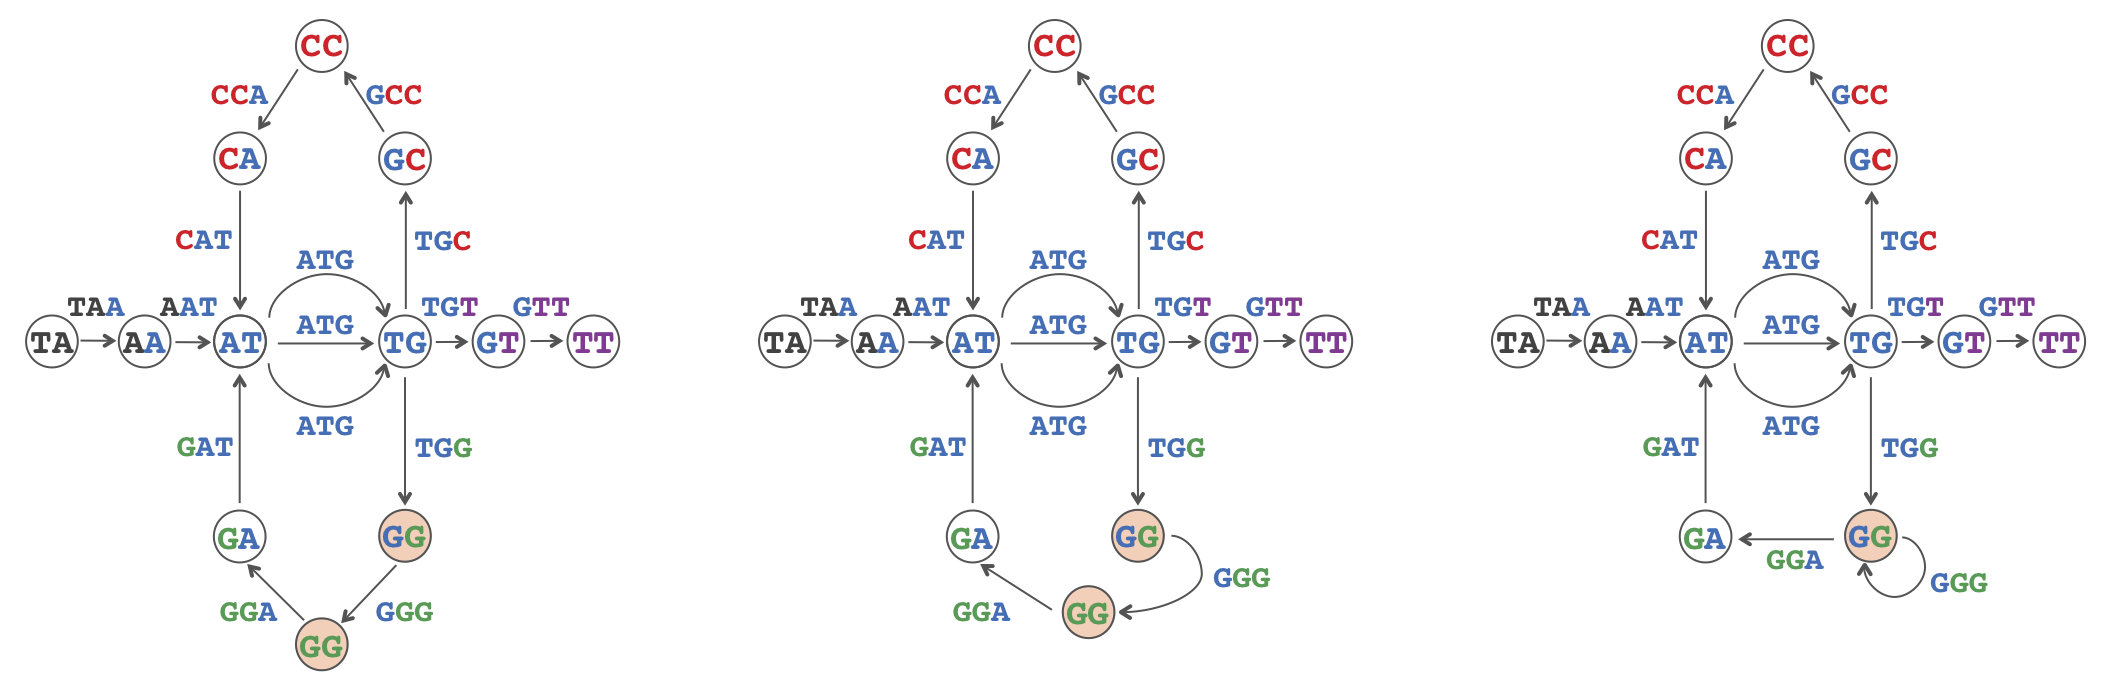 CC
CCA GCC
CA GC
CAT TGC
ATG
TAA AAT TGT GTT
ATG
TA AA AT TG GT TT
ATG
GAT TGG
GA GG
GGA GGG
GG
CC
CCA GCC
CA GC
CAT TGC
ATG
TAA AAT TGT GTT
ATG
TA AA AT TG GT TT
ATG
GAT TGG
GA GG
GGG
GGA GG
CC
CCA GCC
CA GC
CAT TGC
ATG
TAA AAT TGT GTT
ATG
TA AA AT TG GT TT
ATG
GAT TGG
GA GG
GGA GGG